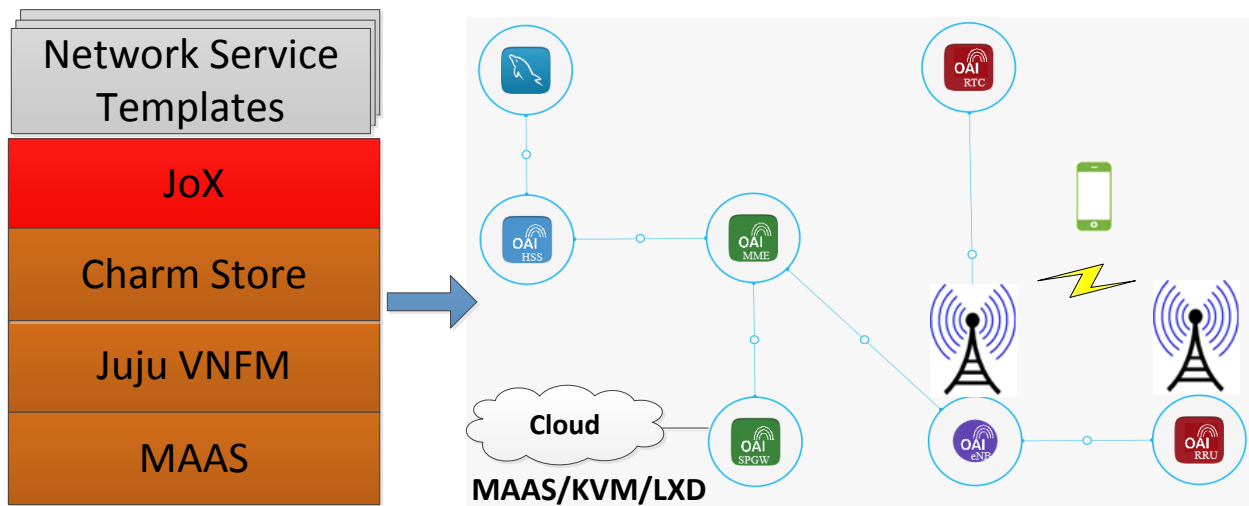 Network Service
Templates
JoX
Charm Store
Juju VNFM
MAAS
OAI
RTC
OAI
HSS
OAI
MME
Cloud
OAI
SPGW
OAI
eNB
OAI
RRU
MAAS/KVM/LXD